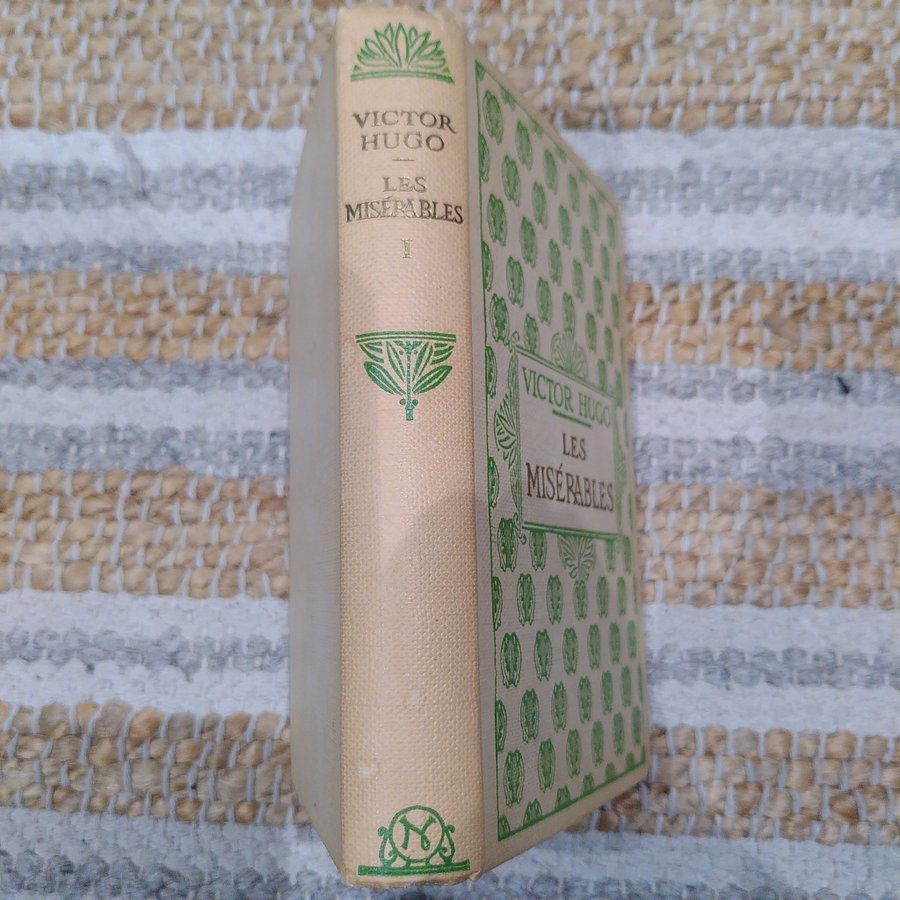 VICTOR
HUGO
LES
MISÉRABLES
I
N
VICTOR HUGO
LES
MISÉRABLES